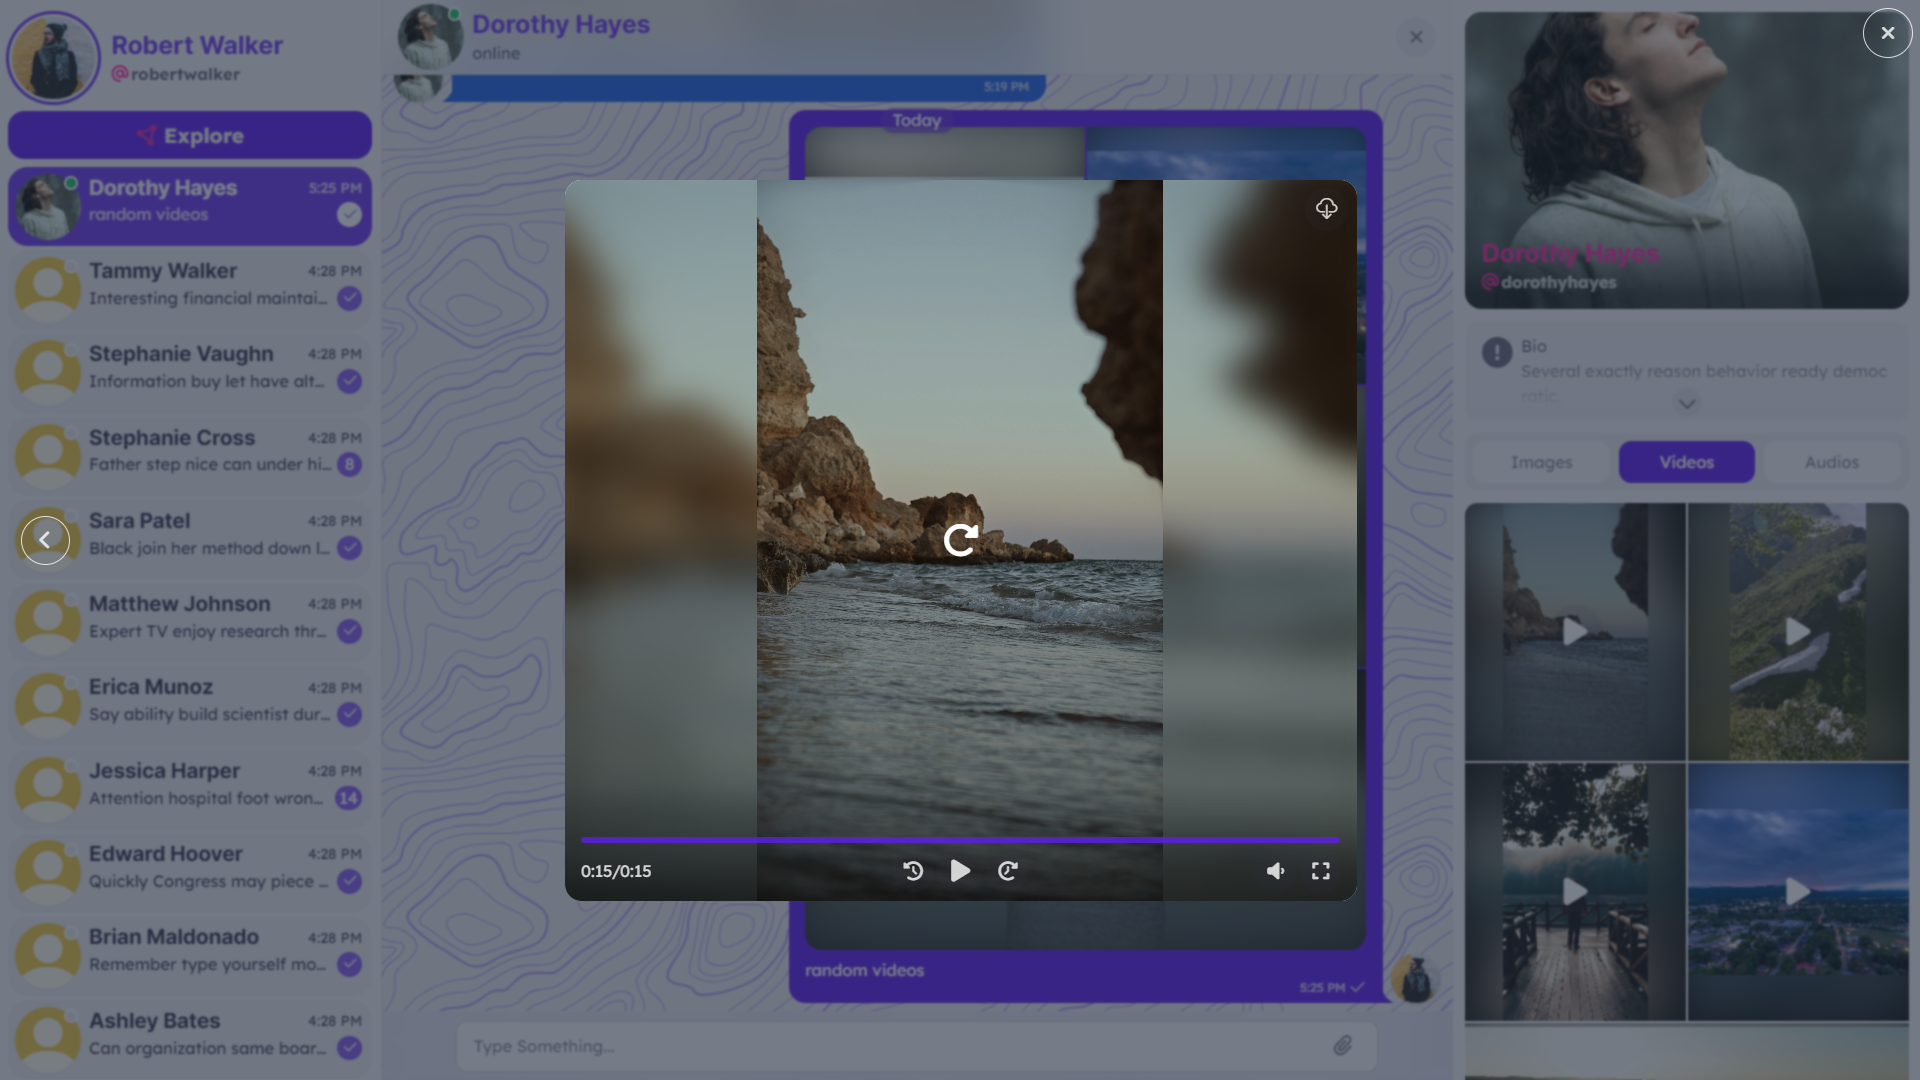 Robert Walker
@robertwalker
Explore
Dorothy Hayes
5:25 PM
random videos
Tammy Walker
4:28 PM
Interesting financial maintai...
Stephanie Vaughn
4:28 PM
Information buy let have alt...
Stephanie Cross
4:28 PM
Father step nice can under hi...
8
Sara Patel
4:28 PM
Black join her method down l...
Matthew Johnson
4:28 PM
Expert TV enjoy research thr...
Erica Munoz
4:28 PM
Say ability build scientist dur...
Jessica Harper
4:28 PM
Attention hospital foot wron...
14
Edward Hoover
4:28 PM
Quickly Congress may piece ...
Brian Maldonado
4:28 PM
Remember type yourself mo...
Ashley Bates
4:28 PM
Can organization same boar...
Dorothy Hayes
online
5:19 PM
Today
0:15/0:15
random videos
5:25 PM
Type Something...
Dorothy Hayes
@dorothyhayes
Bio
Several exactly reason behavior ready democ
ratic.
Images
Videos
Audios